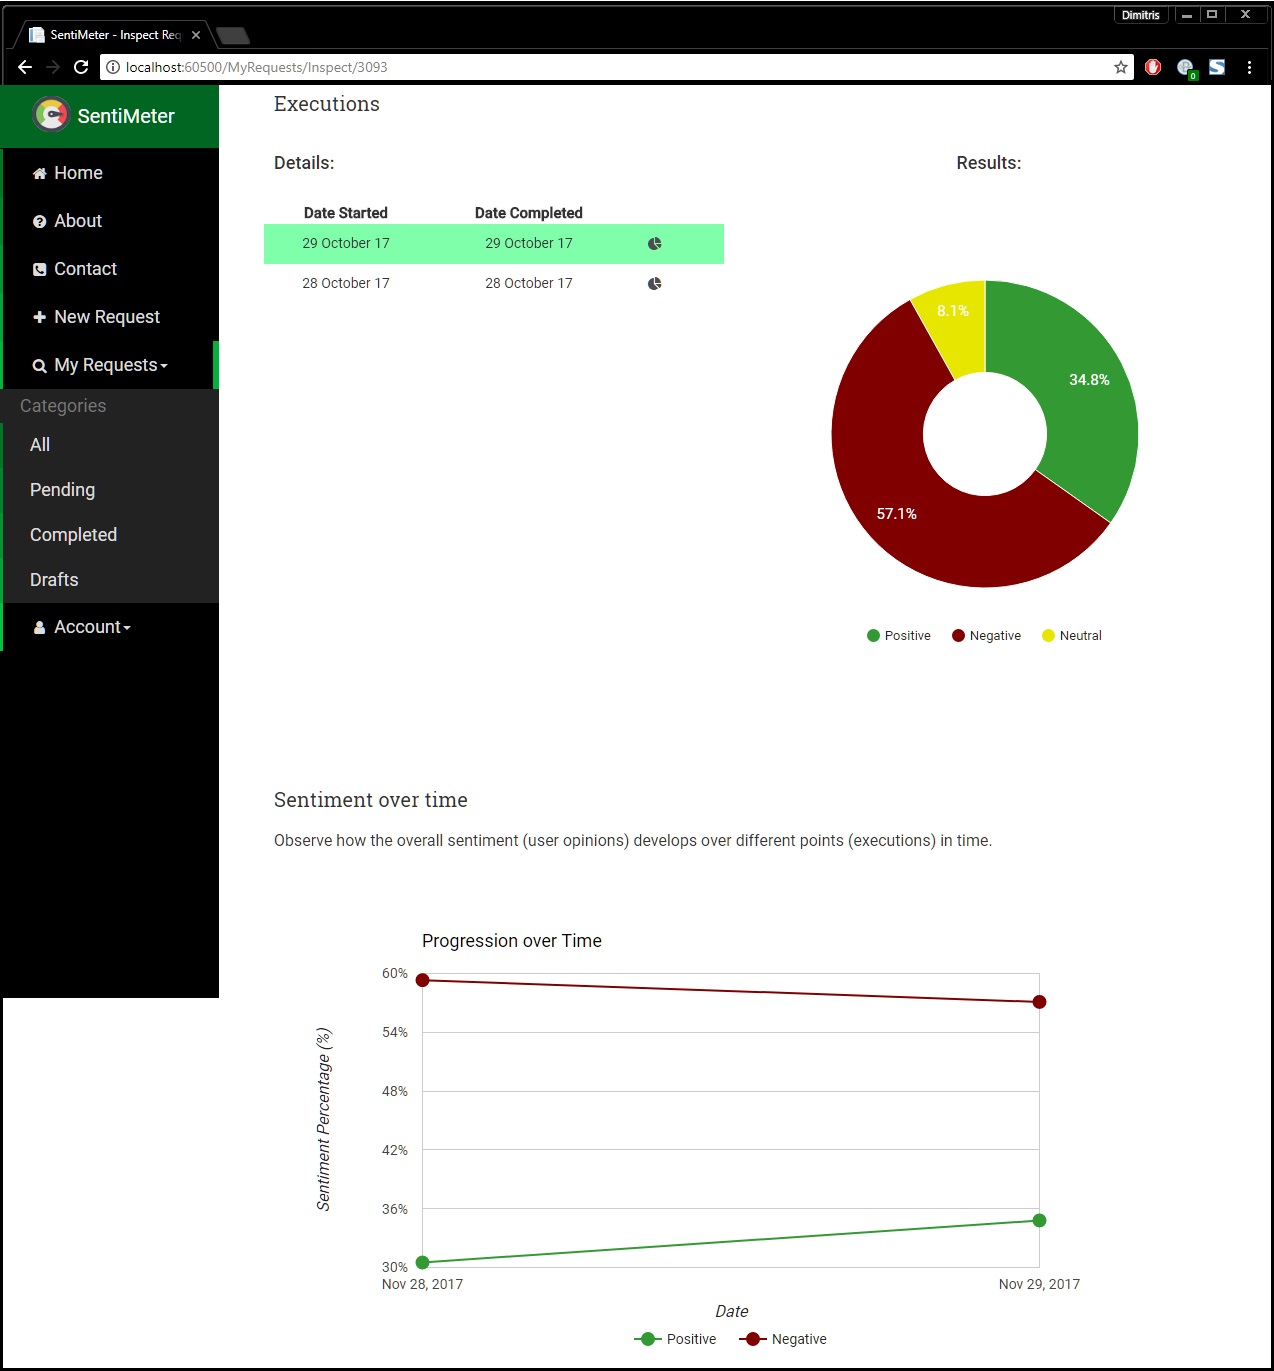 Dimitris
SentiMeter - Inspect Req
localhost:60500/MyRequests/Inspect/3093
0
SentiMeter
Home
About
Contact
New Request
My Requests
Categories
All
Pending
Completed
Drafts
Account
Executions
Details:
Date Started Date Completed
29 October 17 29 October 17
28 October 17 28 October 17
Results:
8.1%
34.8%
57.1%
Positive Negative Neutral
Sentiment over time
Observe how the overall sentiment (user opinions) develops over different points (executions) in time.
Progression over Time
60%
54%
48%
42%
36%
30%
Sentiment Percentage (%)
Nov 28, 2017 Nov 29, 2017
Date
Positive Negative